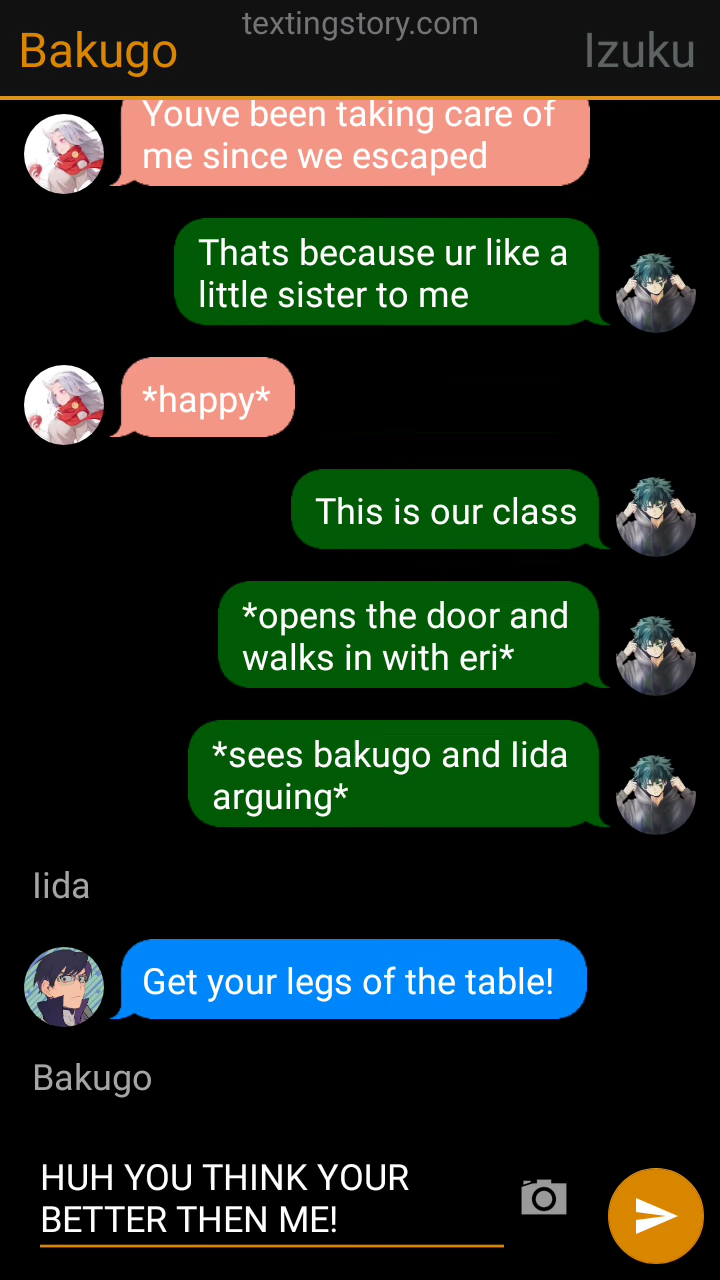 textingstory.com
Bakugo
Izuku
Youve been taking care of
me since we escaped
Thats because ur like a
little sister to me
*happy*
This is our class
*opens the door and
walks in with eri*
*sees bakugo and Iida
arguing*
Iida
Get your legs of the table!
Bakugo
HUH YOU THINK YOUR
BETTER THEN ME!